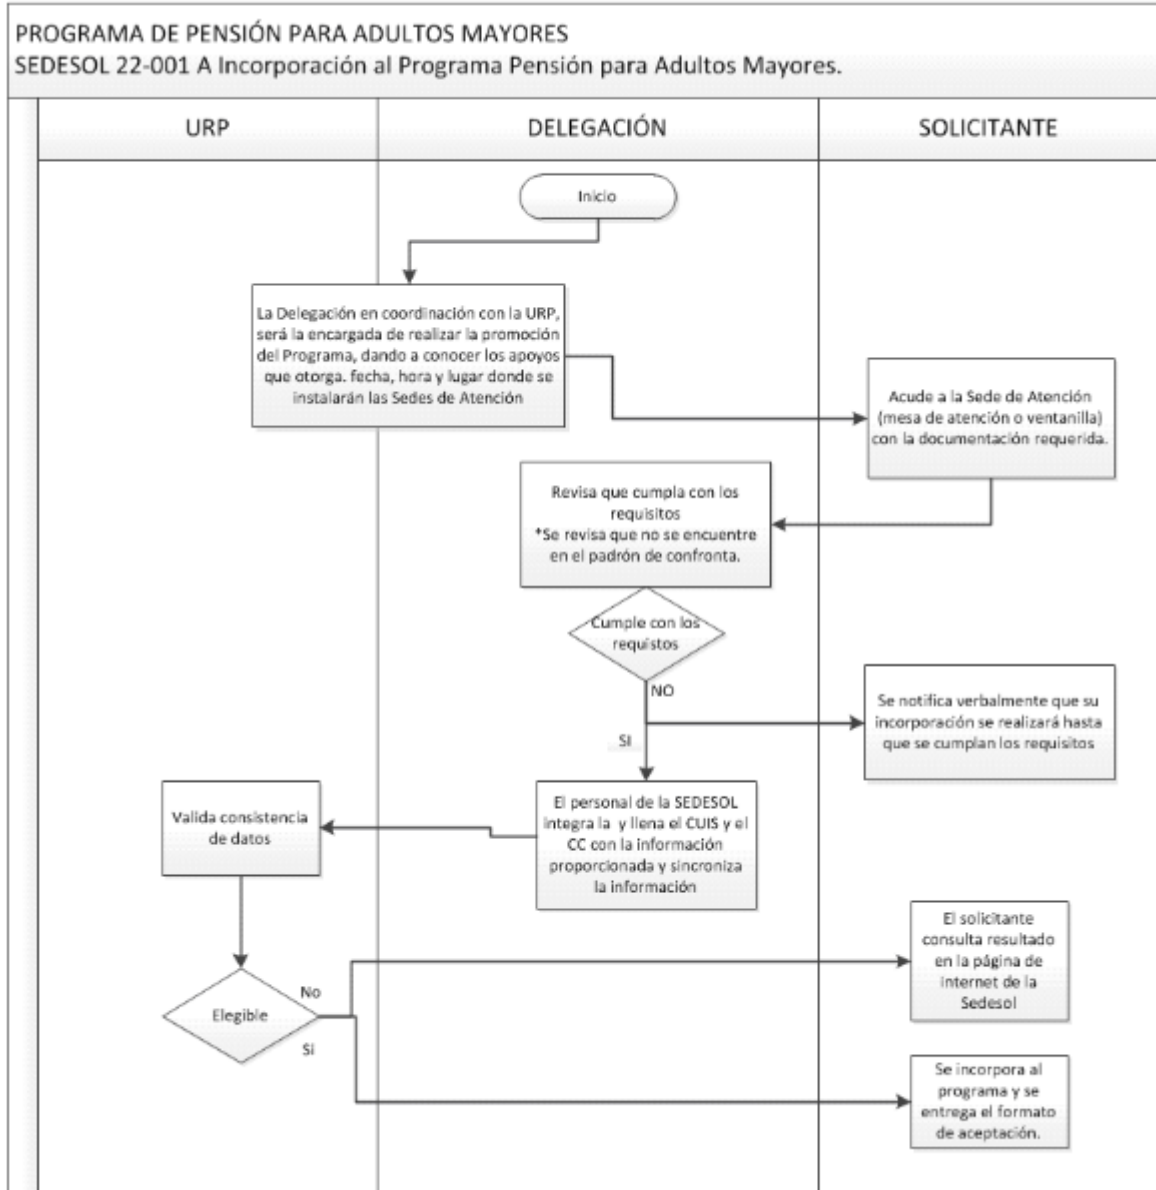 PROGRAMA DE PENSIÓN PARA ADULTOS MAYORES
SEDESOL 22-001 A Incorporación al Programa Pensión para Adultos Mayores.
URP
DELEGACIÓN
SOLICITANTE
Inicio
La Delegación en coordinación con la URP,
será la encargada de realizar la promoción
del Programa, dando a conocer los apoyos
que otorga. fecha, hora y lugar donde se
instalarán las Sedes de Atención
Acude a la Sede de Atención
(mesa de atención o ventanilla)
con la documentación requerida.
Revisa que cumpla con los
requisitos
*Se revisa que no se encuentre
en el padrón de confronta.
Cumple con los
requistos
NO
SI
Se notifica verbalmente que su
incorporación se realizará hasta
que se cumplan los requisitos
El personal de la SEDESOL
integra la y llena el CUIS y el
CC con la información
proporcionada y sincroniza
la información
Valida consistencia
de datos
Elegible
No
Si
El solicitante
consulta resultado
en la página de
internet de la
Sedesol
Se incorpora al
programa y se
entrega el formato
de aceptación.